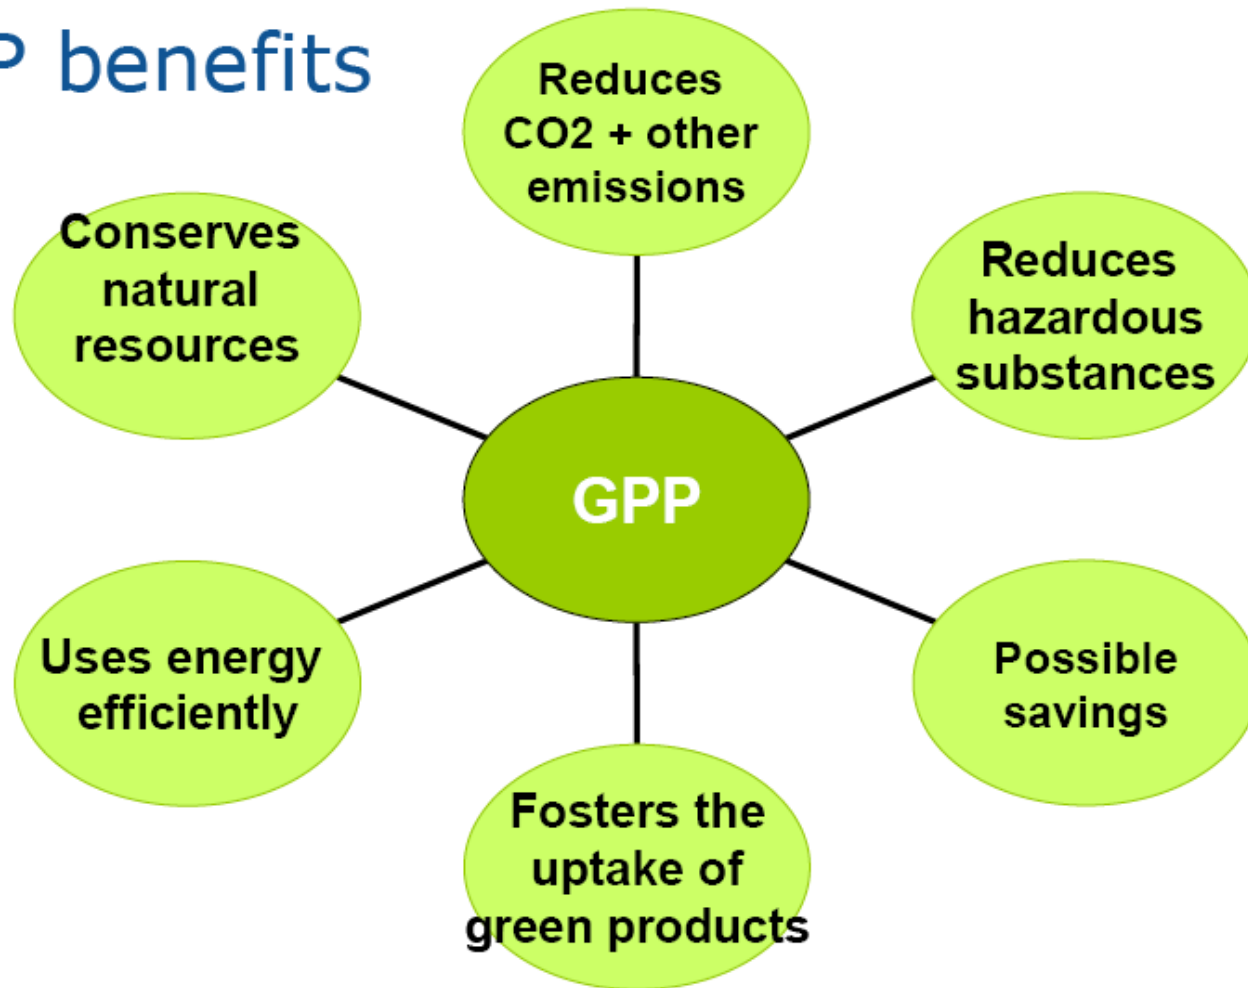 P benefits
Reduces
CO2 + other
emissions
Conserves
natural
resources
Reduces
hazardous
substances
GPP
Uses energy
efficiently
Possible
savings
Fosters the
uptake of
green products